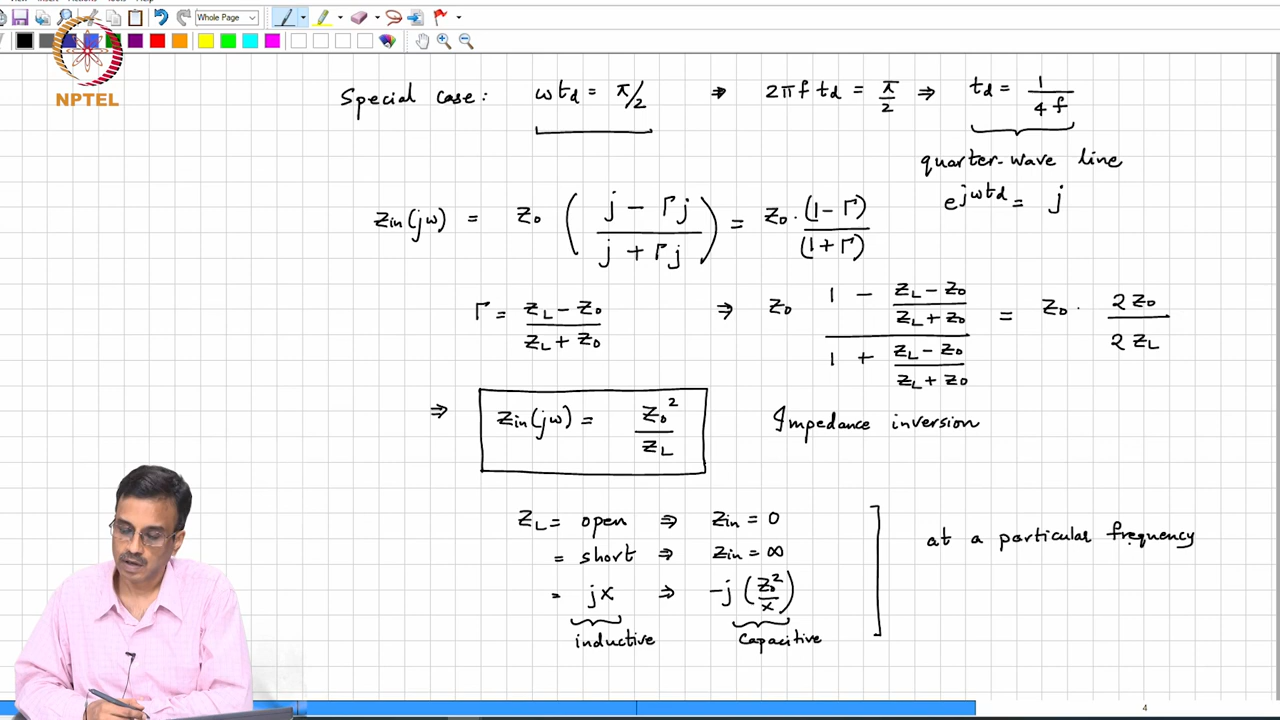 Whole Page
NPTEL
Special case: ωtd = π/2 ⇒ 2πf td = π/2 ⇒ td = 1/4f
quarter-wave line
e^jωtd = j
Zin(jω) = Z0 (j - Γj / j + Γj) = Z0 · (1-Γ)/(1+Γ)
Γ = ZL - Z0 / ZL + Z0 ⇒ Z0 (1 - ZL - Z0 / ZL + Z0) / (1 + ZL - Z0 / ZL + Z0) = Z0 · 2Z0 / 2ZL
⇒ Zin(jω) = Z0² / ZL Impedance inversion
ZL = open ⇒ Zin = 0
= short ⇒ Zin = ∞ at a particular frequency
= jx ⇒ -j (Z0²/x)
inductive capacitive
4